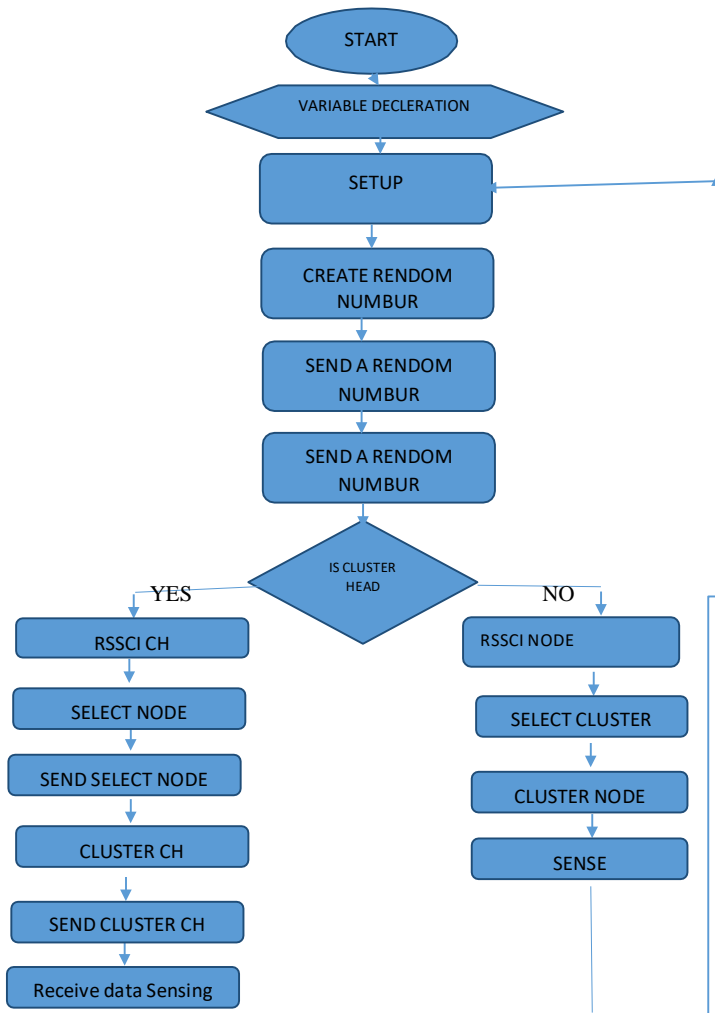 START
VARIABLE DECLERATION
SETUP
CREATE RENDOM
NUMBUR
SEND A RENDOM
NUMBUR
SEND A RENDOM
NUMBUR
IS CLUSTER
HEAD
YES
NO
RSSCI CH
RSSCI NODE
SELECT NODE
SELECT CLUSTER
SEND SELECT NODE
CLUSTER NODE
CLUSTER CH
SENSE
SEND CLUSTER CH
Receive data Sensing